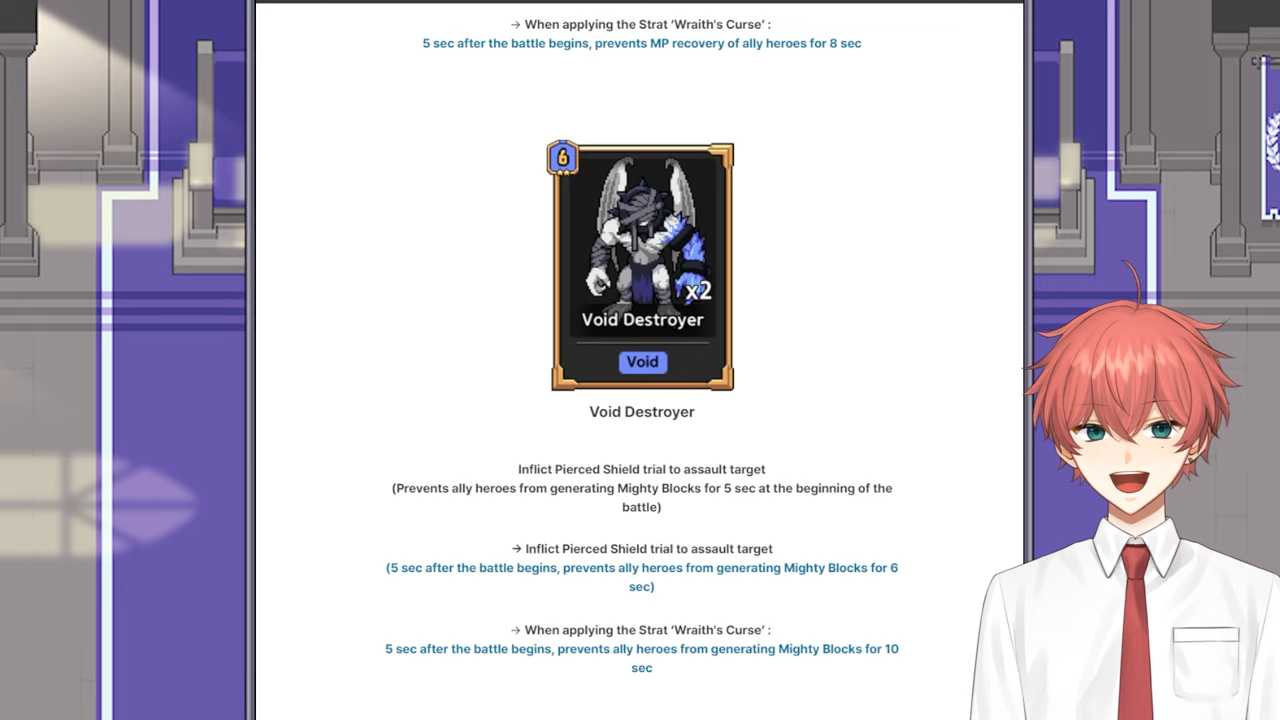 → When applying the Strat ‘Wraith's Curse’ :
5 sec after the battle begins, prevents MP recovery of ally heroes for 8 sec
6
x2
Void Destroyer
Void
Void Destroyer
Inflict Pierced Shield trial to assault target
(Prevents ally heroes from generating Mighty Blocks for 5 sec at the beginning of the
battle)
→ Inflict Pierced Shield trial to assault target
(5 sec after the battle begins, prevents ally heroes from generating Mighty Blocks for 6
sec)
→ When applying the Strat ‘Wraith's Curse’ :
5 sec after the battle begins, prevents ally heroes from generating Mighty Blocks for 10
sec